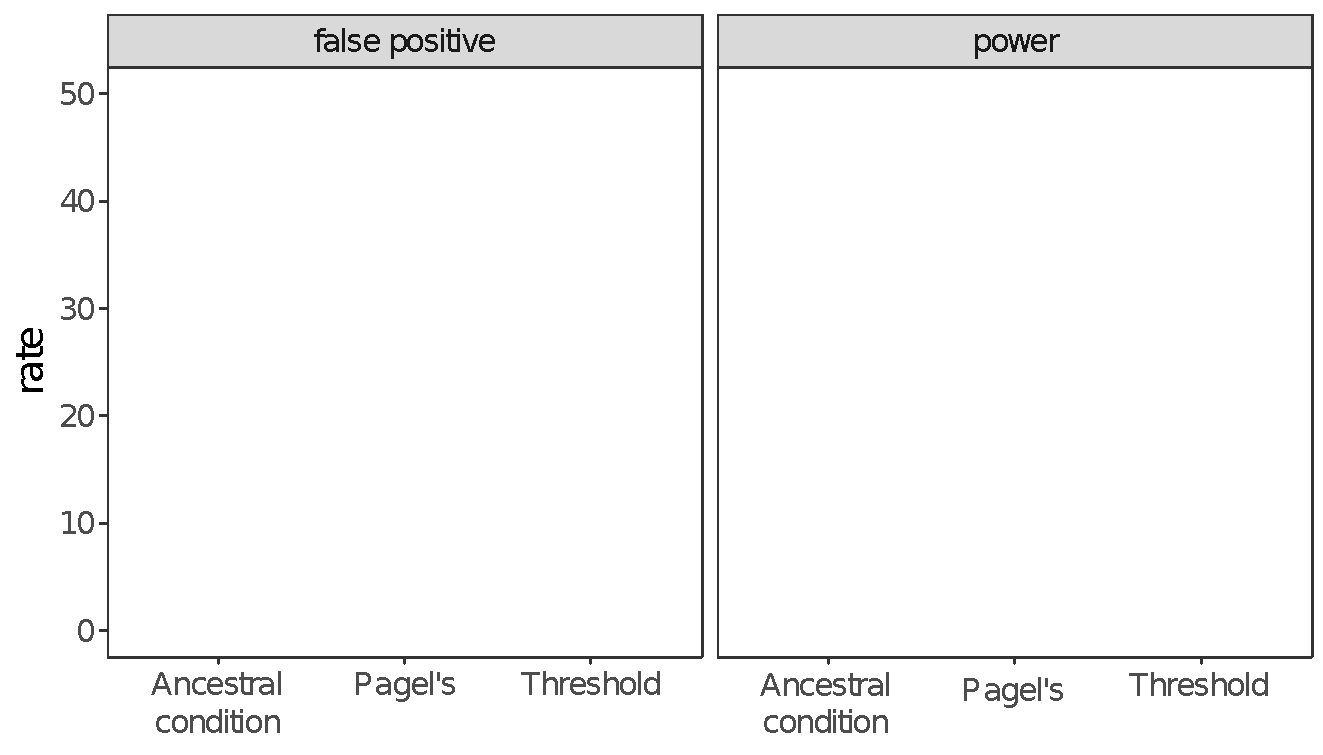 false positive
power
50
40
30
20
10
0
rate
Ancestral
condition
Pagel's
Threshold
Ancestral
condition
Pagel's
Threshold